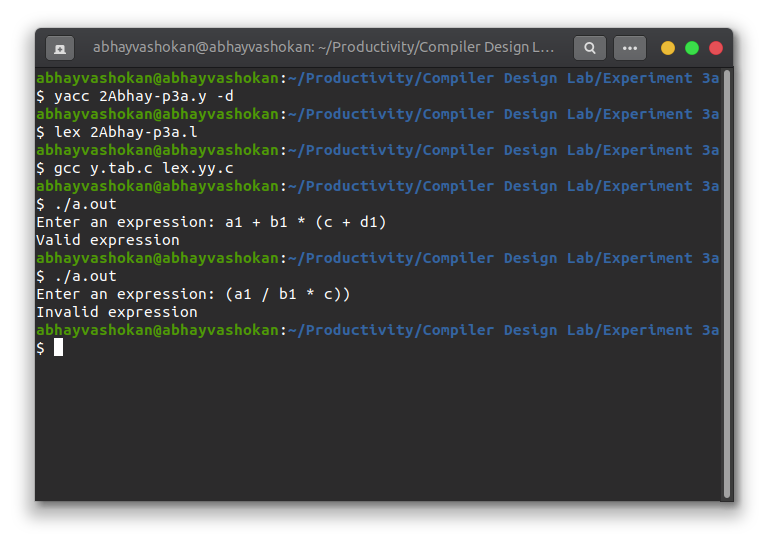 abhayvashokan@abhayvashokan: ~/Productivity/Compiler Design L...
abhayvashokan@abhayvashokan:~/Productivity/Compiler Design Lab/Experiment 3a
$ yacc 2Abhay-p3a.y -d
abhayvashokan@abhayvashokan:~/Productivity/Compiler Design Lab/Experiment 3a
$ lex 2Abhay-p3a.l
abhayvashokan@abhayvashokan:~/Productivity/Compiler Design Lab/Experiment 3a
$ gcc y.tab.c lex.yy.c
abhayvashokan@abhayvashokan:~/Productivity/Compiler Design Lab/Experiment 3a
$ ./a.out
Enter an expression: a1 + b1 * (c + d1)
Valid expression
abhayvashokan@abhayvashokan:~/Productivity/Compiler Design Lab/Experiment 3a
$ ./a.out
Enter an expression: (a1 / b1 * c))
Invalid expression
abhayvashokan@abhayvashokan:~/Productivity/Compiler Design Lab/Experiment 3a
$